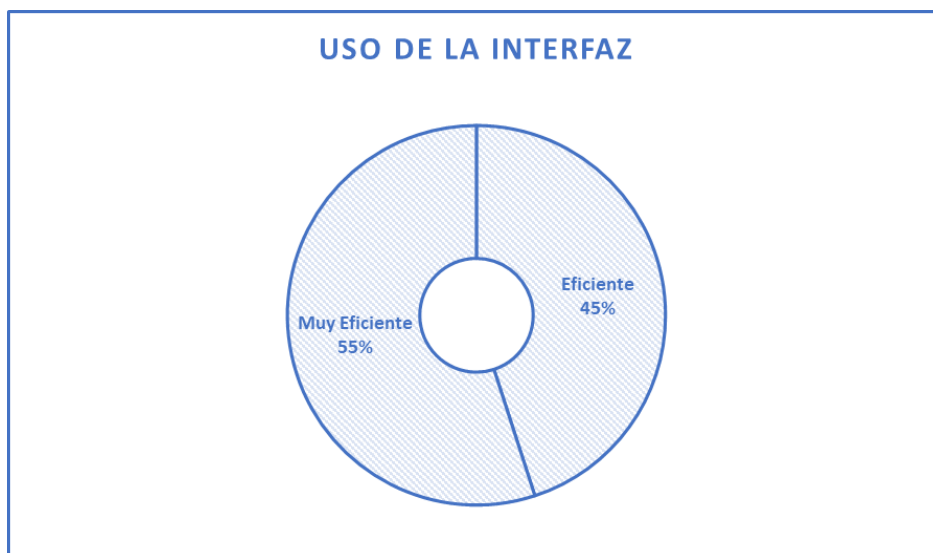 USO DE LA INTERFAZ
Eficiente
45%
Muy Eficiente
55%